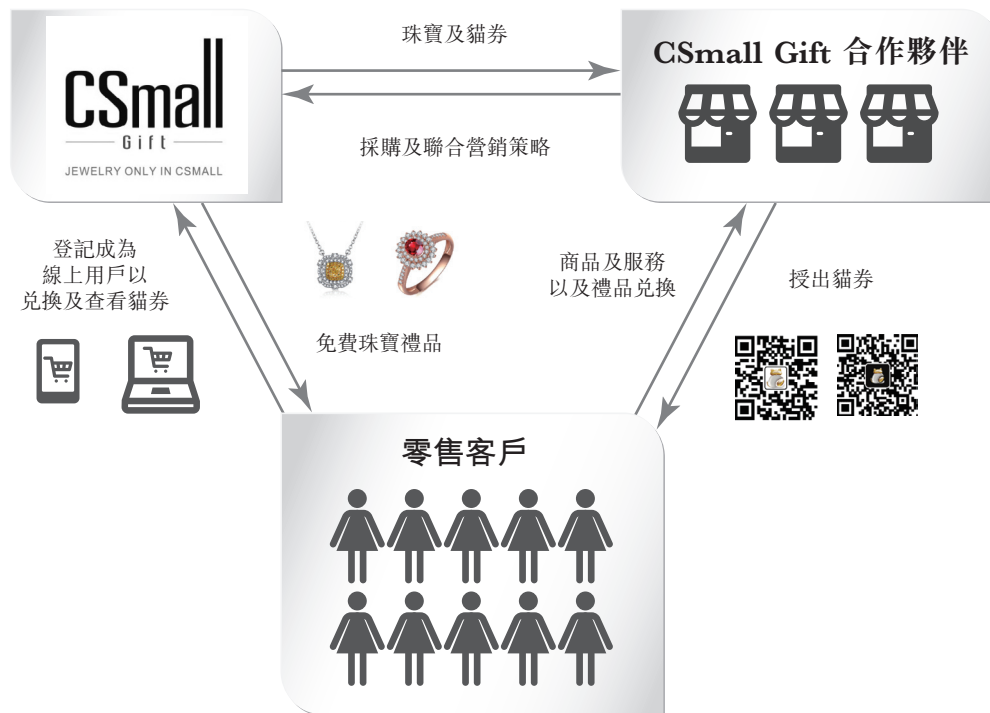 CSmall
Gift
JEWELRY ONLY IN CSMALL
珠寶及貓券
採購及聯合營銷策略
CSmall Gift 合作夥伴
登記成為
線上用戶以
兌換及查看貓券
免費珠寶禮品
商品及服務
以及禮品兌換
授出貓券
零售客戶